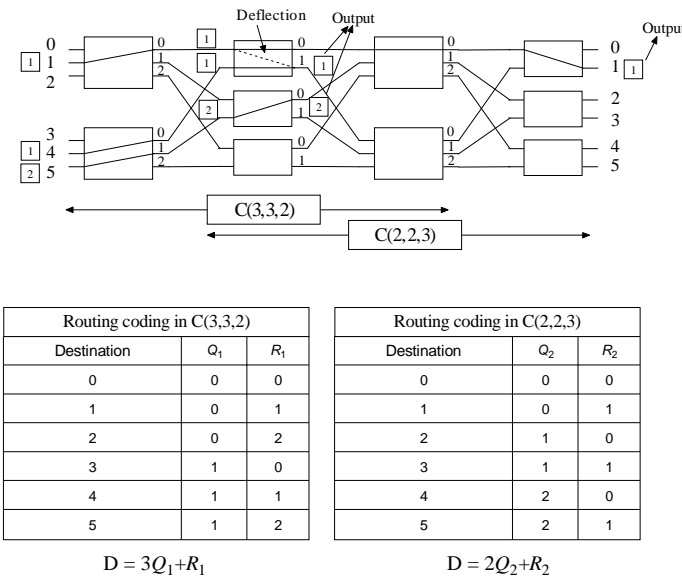 Deflection
Output
Output
0
1 1
2
3
1 4
2 5
0
1
2
0
1
2
1
1
2
0
1
0
1
0
1
1
2
0
1
2
0
1
2
0
1 1
2
3
4
5
C(3,3,2)
C(2,2,3)
Routing coding in C(3,3,2)
Destination Q1 R1
0 0 0
1 0 1
2 0 2
3 1 0
4 1 1
5 1 2
D = 3Q1+R1
Routing coding in C(2,2,3)
Destination Q2 R2
0 0 0
1 0 1
2 1 0
3 1 1
4 2 0
5 2 1
D = 2Q2+R2